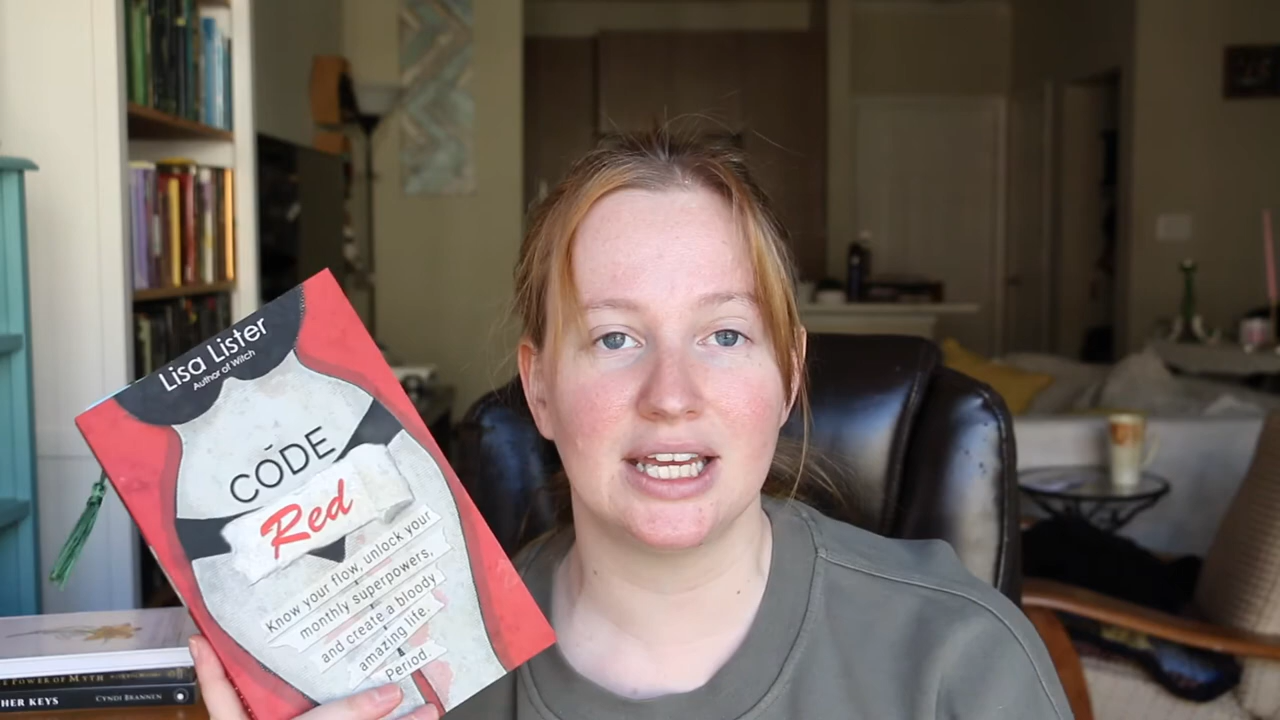 Lisa Lister
Author of Witch
CODE
Red
Know your flow, unlock your
monthly superpowers,
and create a bloody
amazing life.
Period.
POWER OF MYTH
HER KEYS CYNDI BRANNEN